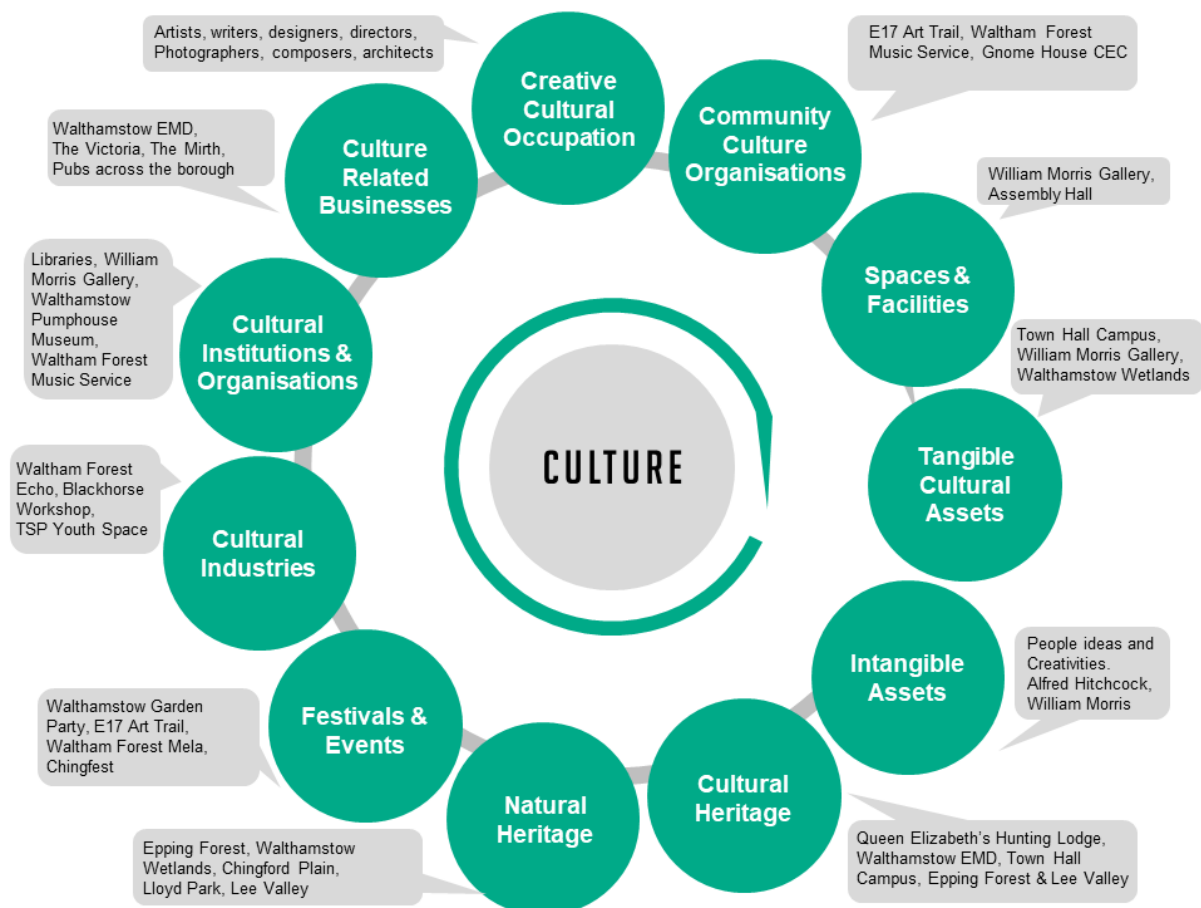 Artists, writers, designers, directors,
Photographers, composers, architects
Creative
Cultural
Occupation
E17 Art Trail, Waltham Forest
Music Service, Gnome House CEC
Community
Culture
Organisations
William Morris Gallery,
Assembly Hall
Spaces &
Facilities
Town Hall Campus,
William Morris Gallery,
Walthamstow Wetlands
Tangible
Cultural
Assets
People ideas and
Creativities.
Alfred Hitchcock,
William Morris
Intangible
Assets
Queen Elizabeth's Hunting Lodge,
Walthamstow EMD, Town Hall
Campus, Epping Forest & Lee Valley
Cultural
Heritage
Epping Forest, Walthamstow
Wetlands, Chingford Plain,
Lloyd Park, Lee Valley
Natural
Heritage
Walthamstow Garden
Party, E17 Art Trail,
Waltham Forest Mela,
Chingfest
Festivals &
Events
Waltham Forest
Echo, Blackhorse
Workshop,
TSP Youth Space
Cultural
Industries
Libraries, William
Morris Gallery,
Walthamstow
Pumphouse
Museum,
Waltham Forest
Music Service
Cultural
Institutions &
Organisations
Walthamstow EMD,
The Victoria, The Mirth,
Pubs across the borough
Culture
Related
Businesses
CULTURE